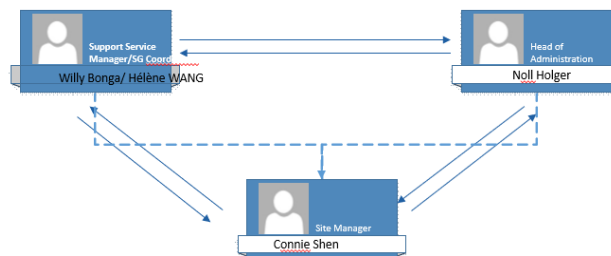 Support Service
Manager/SG Coord
Willy Bonga/ Hélène WANG
Head of
Administration
Noll Holger
Site Manager
Connie Shen